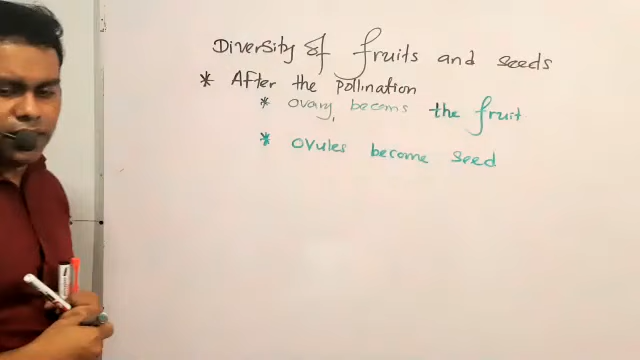 Diversity of fruits and seeds
* After the pollination
* ovary, becoms the fruit
* ovules become seed